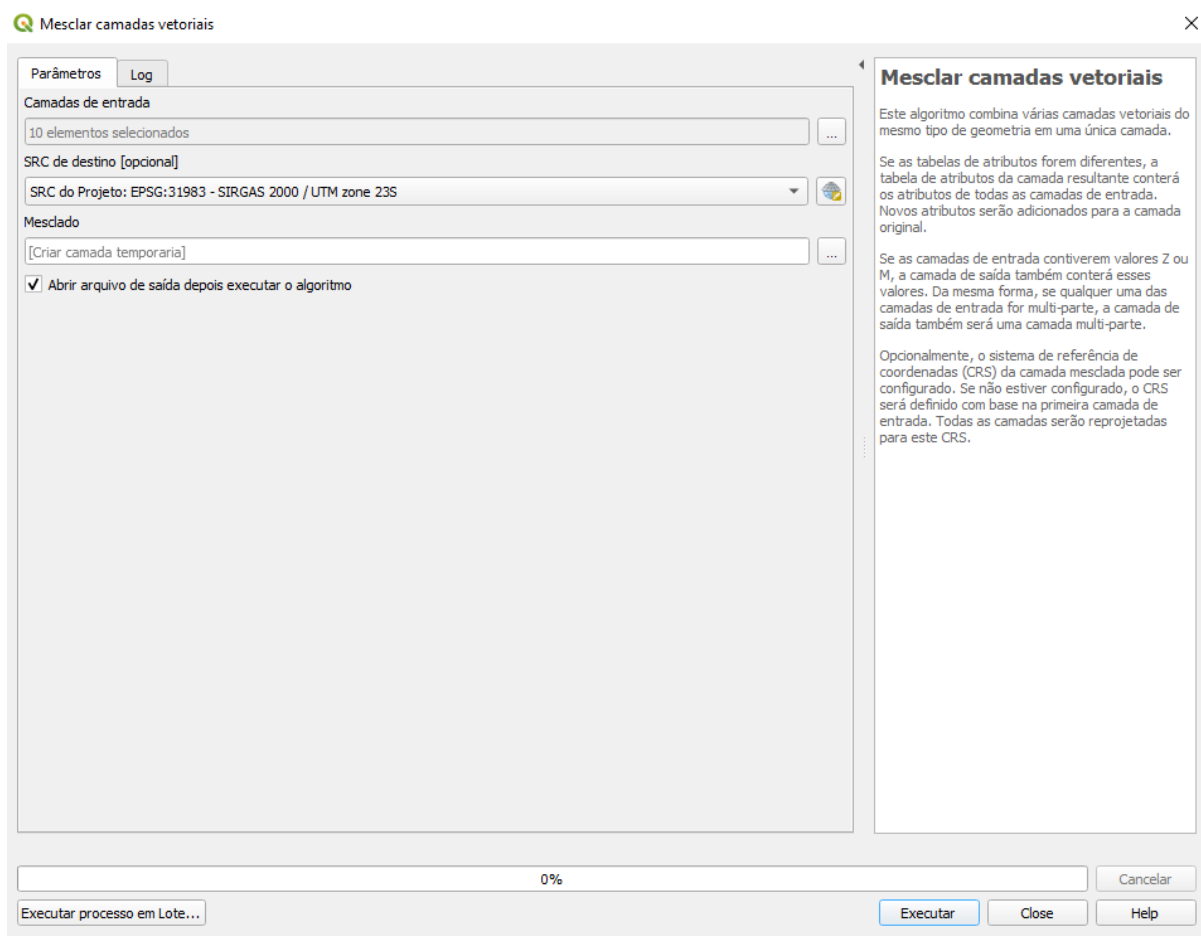 Mesclar camadas vetoriais
Parâmetros
Log
Camadas de entrada
10 elementos selecionados
...
SRC de destino [opcional]
SRC do Projeto: EPSG:31983 - SIRGAS 2000 / UTM zone 23S
Mesclado
[Criar camada temporaria]
...
Abrir arquivo de saída depois executar o algoritmo
Mesclar camadas vetoriais
Este algoritmo combina várias camadas vetoriais do
mesmo tipo de geometria em uma única camada.
Se as tabelas de atributos forem diferentes, a
tabela de atributos da camada resultante conterá
os atributos de todas as camadas de entrada.
Novos atributos serão adicionados para a camada
original.
Se as camadas de entrada contiverem valores Z ou
M, a camada de saída também conterá esses
valores. Da mesma forma, se qualquer uma das
camadas de entrada for multi-parte, a camada de
saída também será uma camada multi-parte.
Opcionalmente, o sistema de referência de
coordenadas (CRS) da camada mesclada pode ser
configurado. Se não estiver configurado, o CRS
será definido com base na primeira camada de
entrada. Todas as camadas serão reprojetadas
para este CRS.
0%
Cancelar
Executar processo em Lote...
Executar
Close
Help